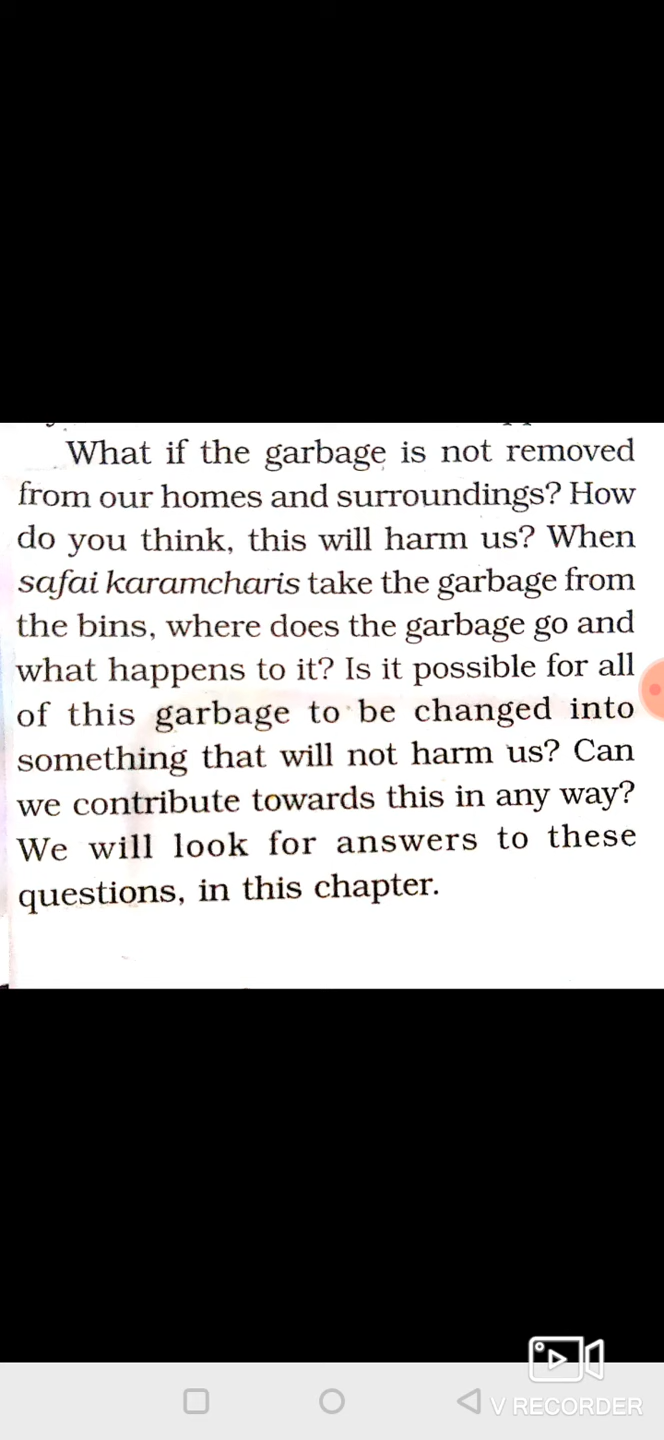 What if the garbage is not removed
from our homes and surroundings? How
do you think, this will harm us? When
safai karamcharis take the garbage from
the bins, where does the garbage go and
what happens to it? Is it possible for all
of this garbage to be changed into
something that will not harm us? Can
we contribute towards this in any way?
We will look for answers to these
questions, in this chapter.
V RECORDER